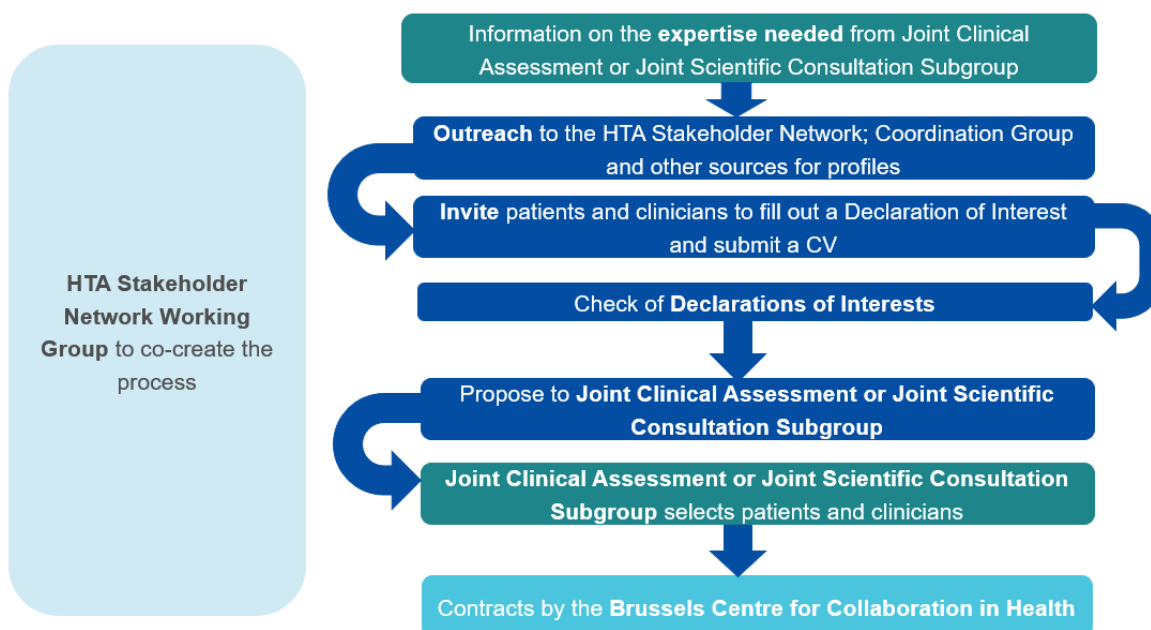 Information on the expertise needed from Joint Clinical
Assessment or Joint Scientific Consultation Subgroup
Outreach to the HTA Stakeholder Network; Coordination Group
and other sources for profiles
Invite patients and clinicians to fill out a Declaration of Interest
and submit a CV
Check of Declarations of Interests
Propose to Joint Clinical Assessment or Joint Scientific
Consultation Subgroup
Joint Clinical Assessment or Joint Scientific Consultation
Subgroup selects patients and clinicians
Contracts by the Brussels Centre for Collaboration in Health
HTA Stakeholder
Network Working
Group to co-create the
process